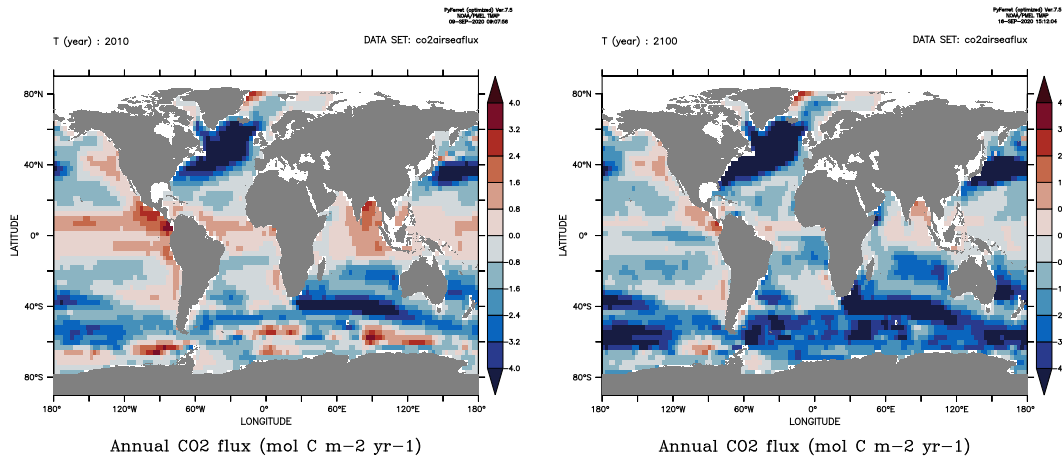 PyFerret (optimized) Ver.7.5
NOAA/PMEL TMAP
09-SEP-2020 09:07:56
T (year) : 2010
DATA SET: co2airseaflux
80°N
40°N
0°
40°S
80°S
LATITUDE
180° 120°W 60°W 0° 60°E 120°E 180°
LONGITUDE
4.0
3.2
2.4
1.6
0.8
0.0
-0.8
-1.6
-2.4
-3.2
-4.0
Annual CO2 flux (mol C m-2 yr-1)
PyFerret (optimized) Ver.7.5
NOAA/PMEL TMAP
16-SEP-2020 15:12:04
T (year) : 2100
DATA SET: co2airseaflux
80°N
40°N
0°
40°S
80°S
LATITUDE
180° 120°W 60°W 0° 60°E 120°E 180°
LONGITUDE
Annual CO2 flux (mol C m-2 yr-1)